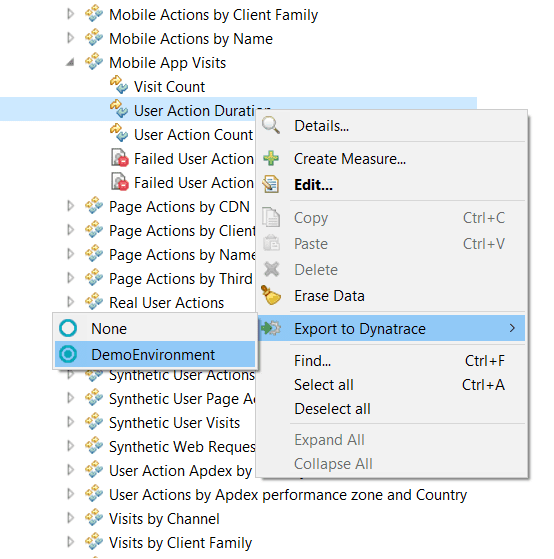 Mobile Actions by Client Family
Mobile Actions by Name
Mobile App Visits
Visit Count
User Action Duration
User Action Count
Failed User Action
Failed User Action
Page Actions by CDN
Page Actions by Client
Page Actions by Name
Page Actions by Third
Real User Actions
Synthetic User Actions
Synthetic User Page
Synthetic User Visits
Synthetic Web Reques
User Action Apdex by
User Actions by Apdex performance zone and Country
Visits by Channel
Visits by Client Family
Details...
Create Measure...
Edit...
Copy Ctrl+C
Paste Ctrl+V
Delete
Erase Data
Export to Dynatrace
Find... Ctrl+F
Select all Ctrl+A
Deselect all
Expand All
Collapse All
None
DemoEnvironment